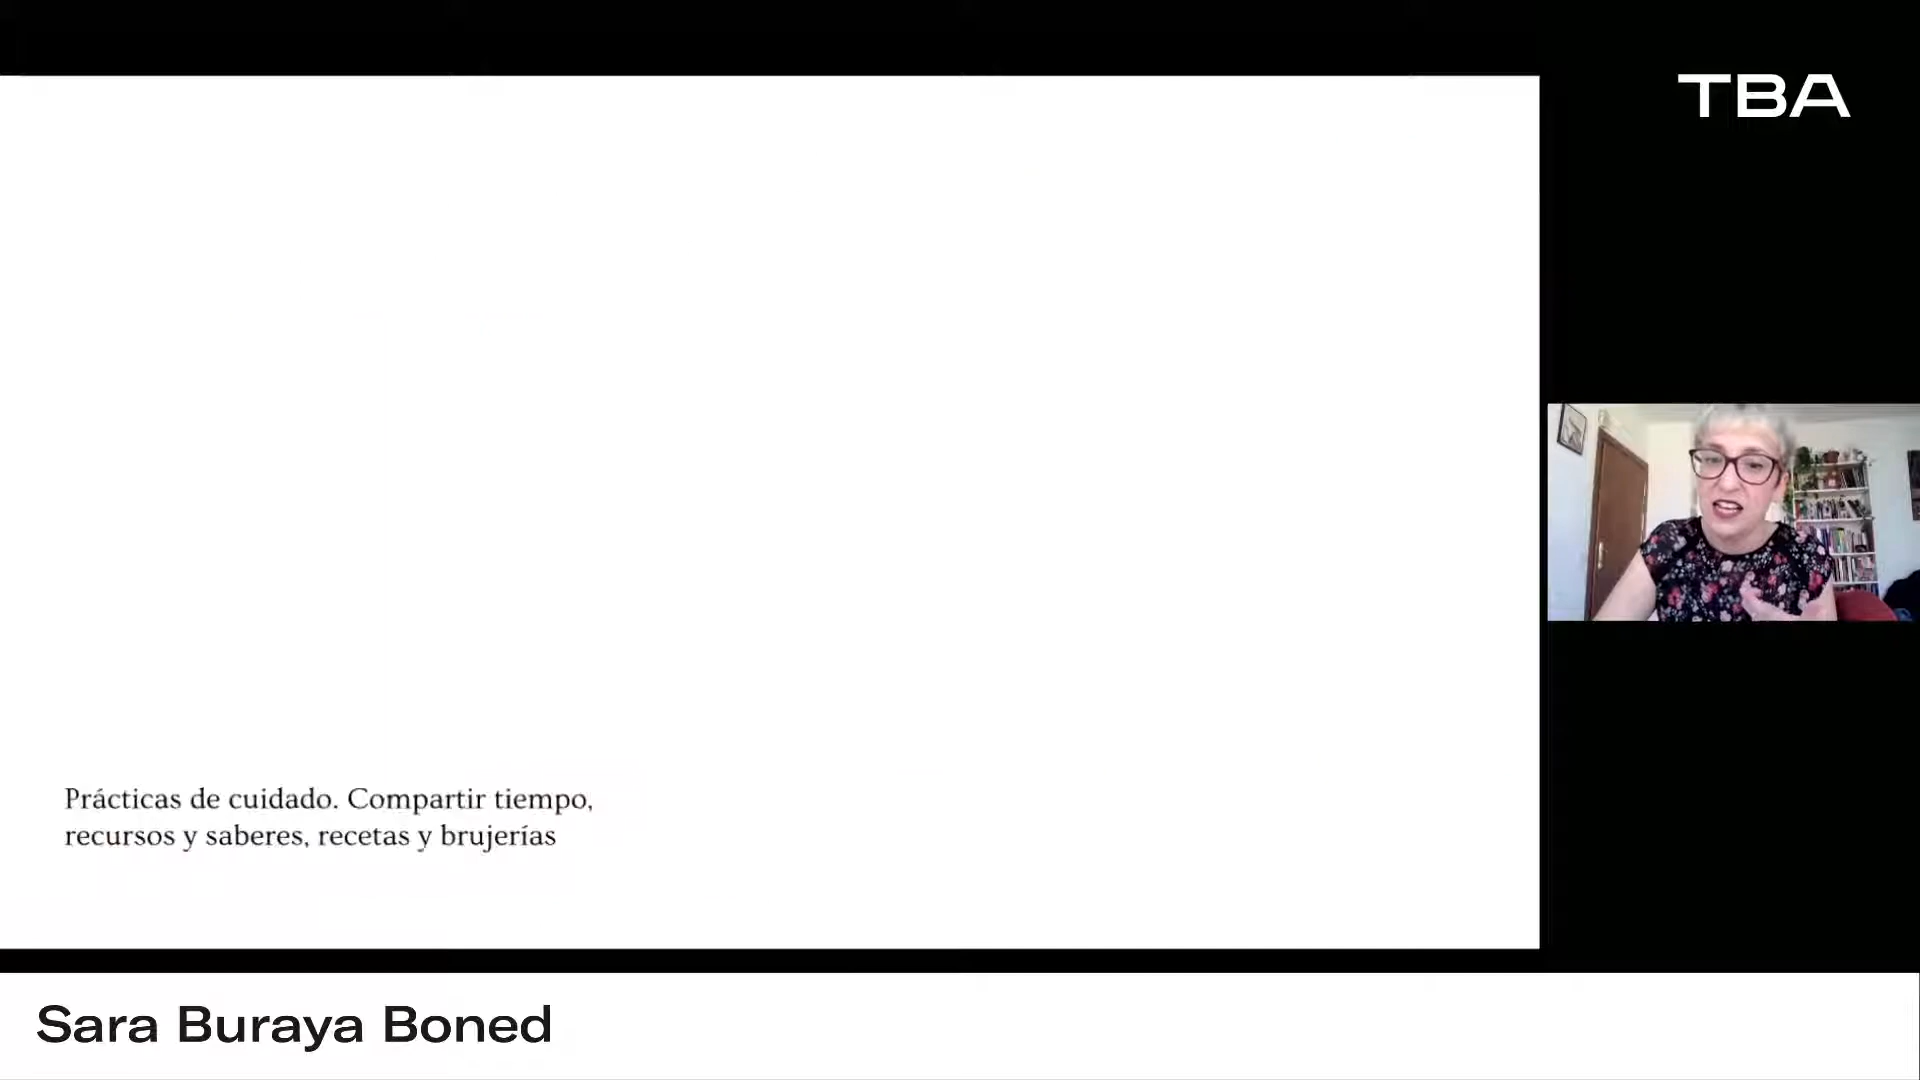 TBA
Prácticas de cuidado. Compartir tiempo,
recursos y saberes, recetas y brujerías
Sara Buraya Boned